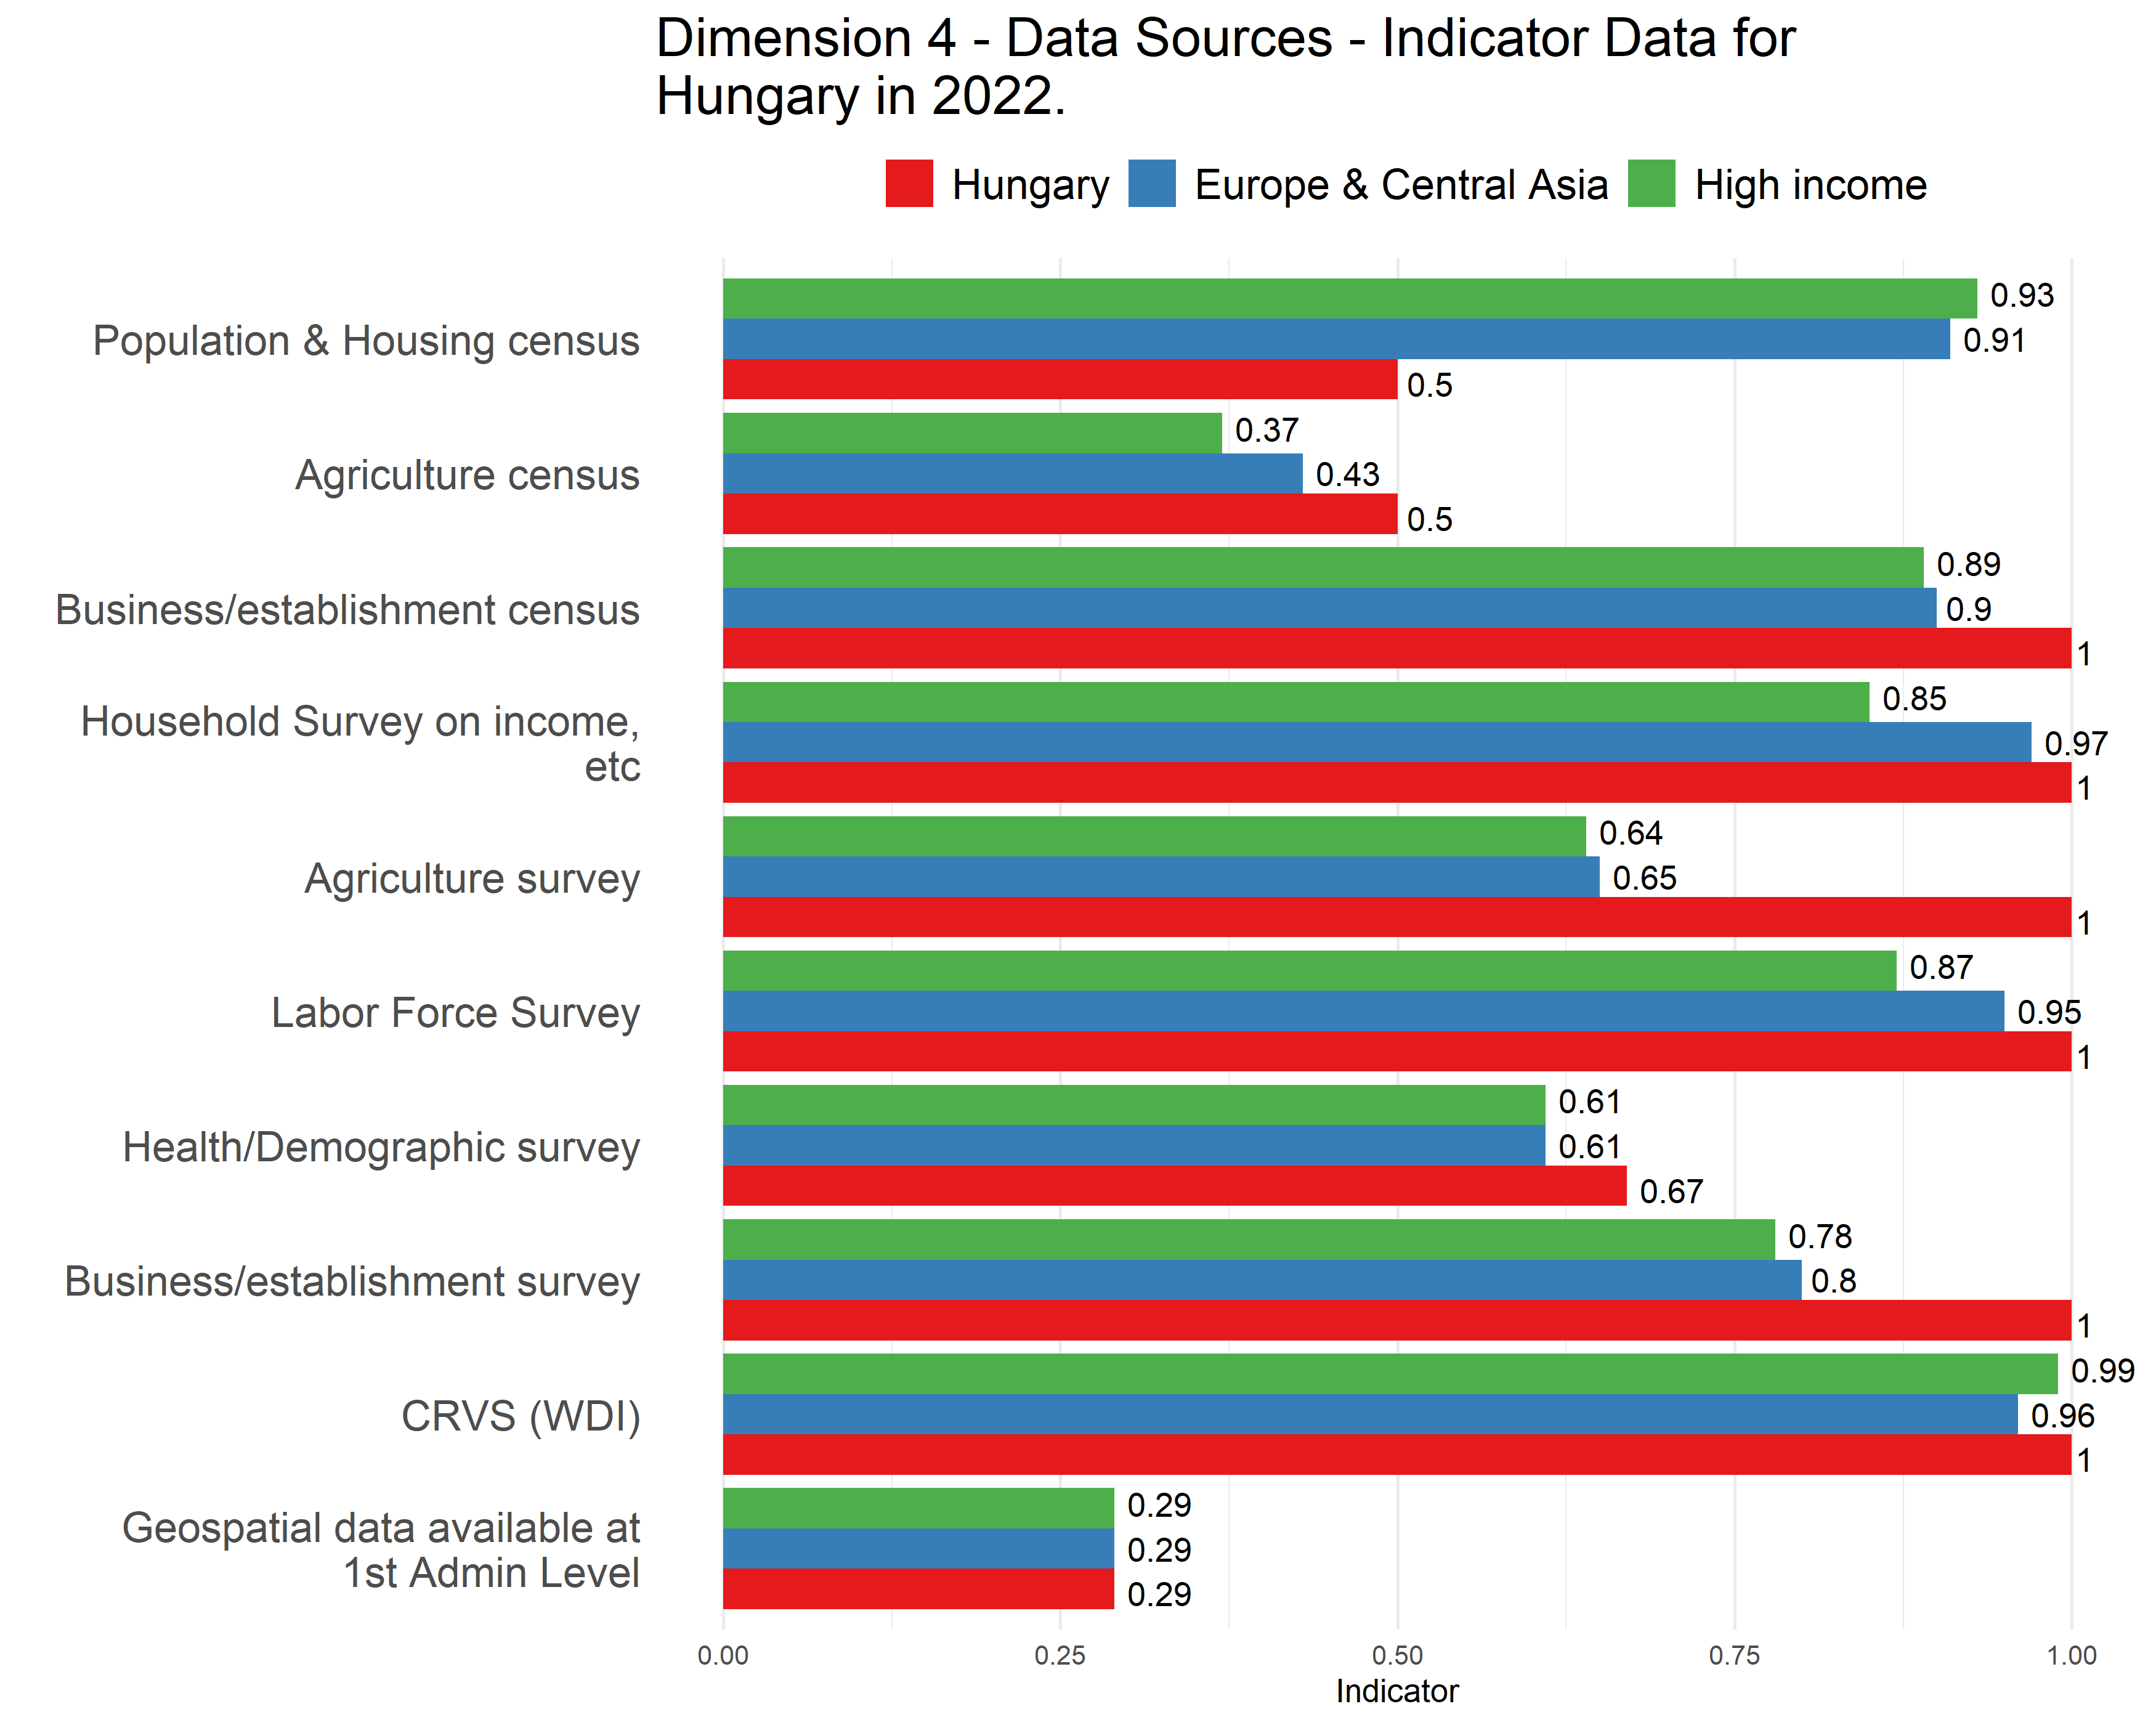 Dimension 4 - Data Sources - Indicator Data for
Hungary in 2022.
Hungary
Europe & Central Asia
High income
Population & Housing census
0.93
0.91
0.5
Agriculture census
0.37
0.43
0.5
Business/establishment census
0.89
0.9
1
Household Survey on income,
etc
0.85
0.97
1
Agriculture survey
0.64
0.65
1
Labor Force Survey
0.87
0.95
1
Health/Demographic survey
0.61
0.61
0.67
Business/establishment survey
0.78
0.8
1
CRVS (WDI)
0.99
0.96
1
Geospatial data available at
1st Admin Level
0.29
0.29
0.29
0.00 0.25 0.50 0.75 1.00
Indicator